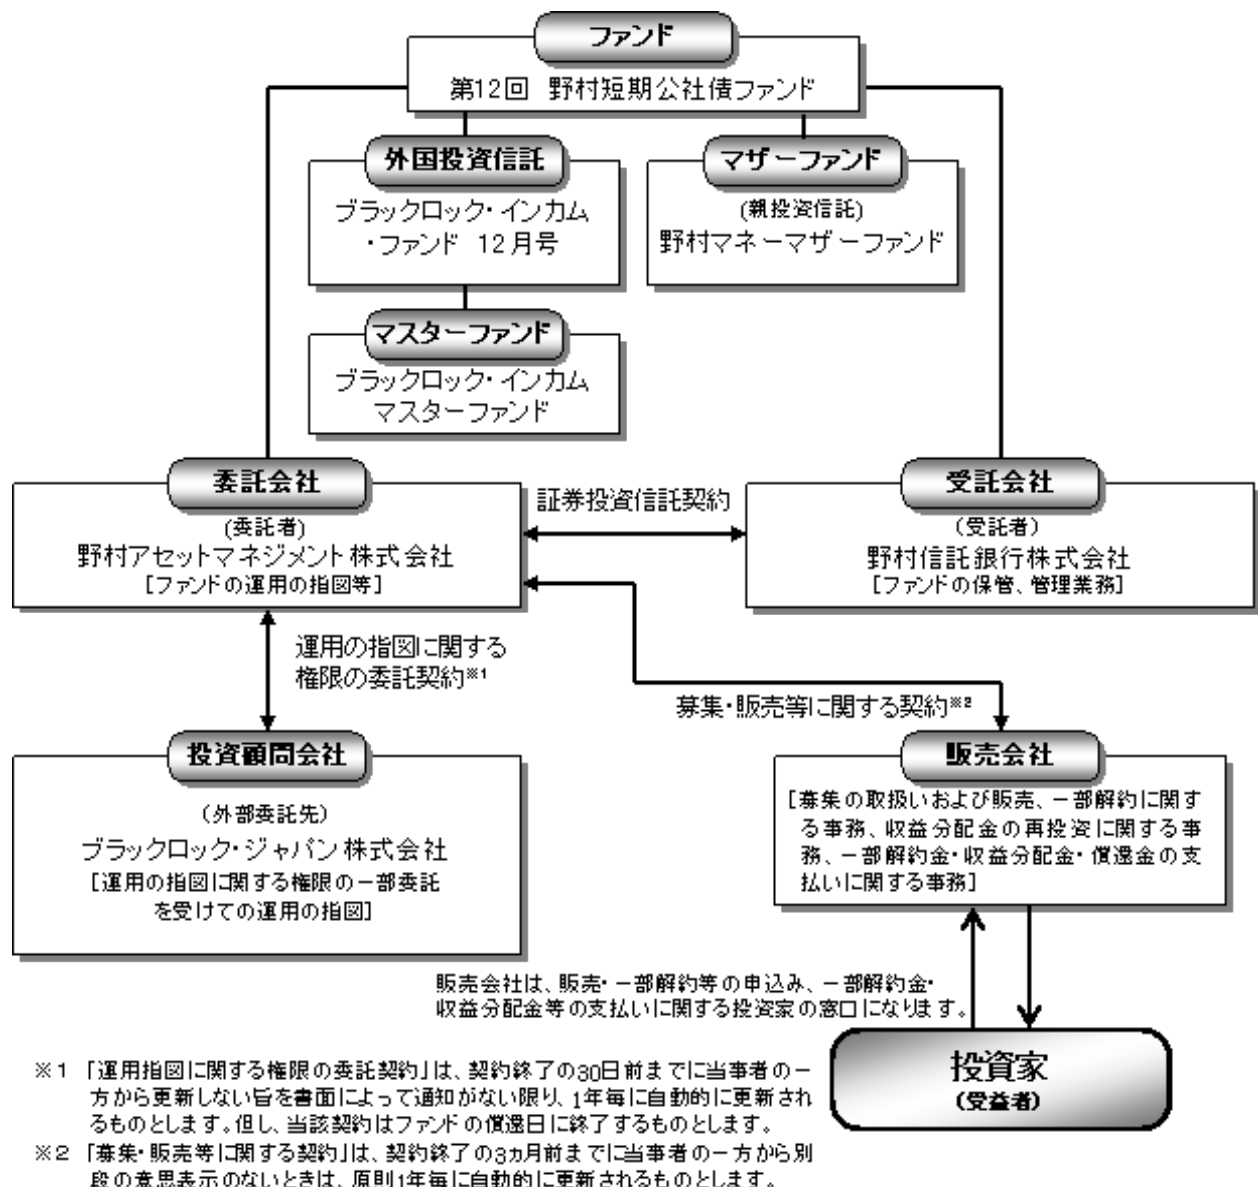 ファンド
第12回 野村短期公社債ファンド
外国投資信託
ブラックロック・インカム
・ファンド 12月号
マザーファンド
(親投資信託)
野村マネーマザーファンド
マスターファンド
ブラックロック・インカム
マスターファンド
委託会社
(委託者)
野村アセットマネジメント株式会社
[ファンドの運用の指図等]
証券投資信託契約
受託会社
(受託者)
野村信託銀行株式会社
[ファンドの保管、管理業務]
運用の指図に関する
権限の委託契約※1
募集・販売等に関する契約※2
投資顧問会社
(外部委託先)
ブラックロック・ジャパン株式会社
[運用の指図に関する権限の一部委託
を受けての運用の指図]
販売会社
[募集の取扱いおよび販売、一部解約に関す
る事務、収益分配金の再投資に関する事
務、一部解約金・収益分配金・償還金の支
払いに関する事務]
販売会社は、販売・一部解約等の申込み、一部解約金・
収益分配金等の支払いに関する投資家の窓口になります。
投資家
(受益者)
※1 「運用指図に関する権限の委託契約」は、契約終了の30日前までに当事者の一
方から更新しない旨を書面によって通知がない限り、1年毎に自動的に更新され
るものとします。但し、当該契約はファンドの償還日に終了するものとします。
※2 「募集・販売等に関する契約」は、契約終了の3ヵ月前までに当事者の一方から別
段の意思表示のないときは、原則1年毎に自動的に更新されるものとします。